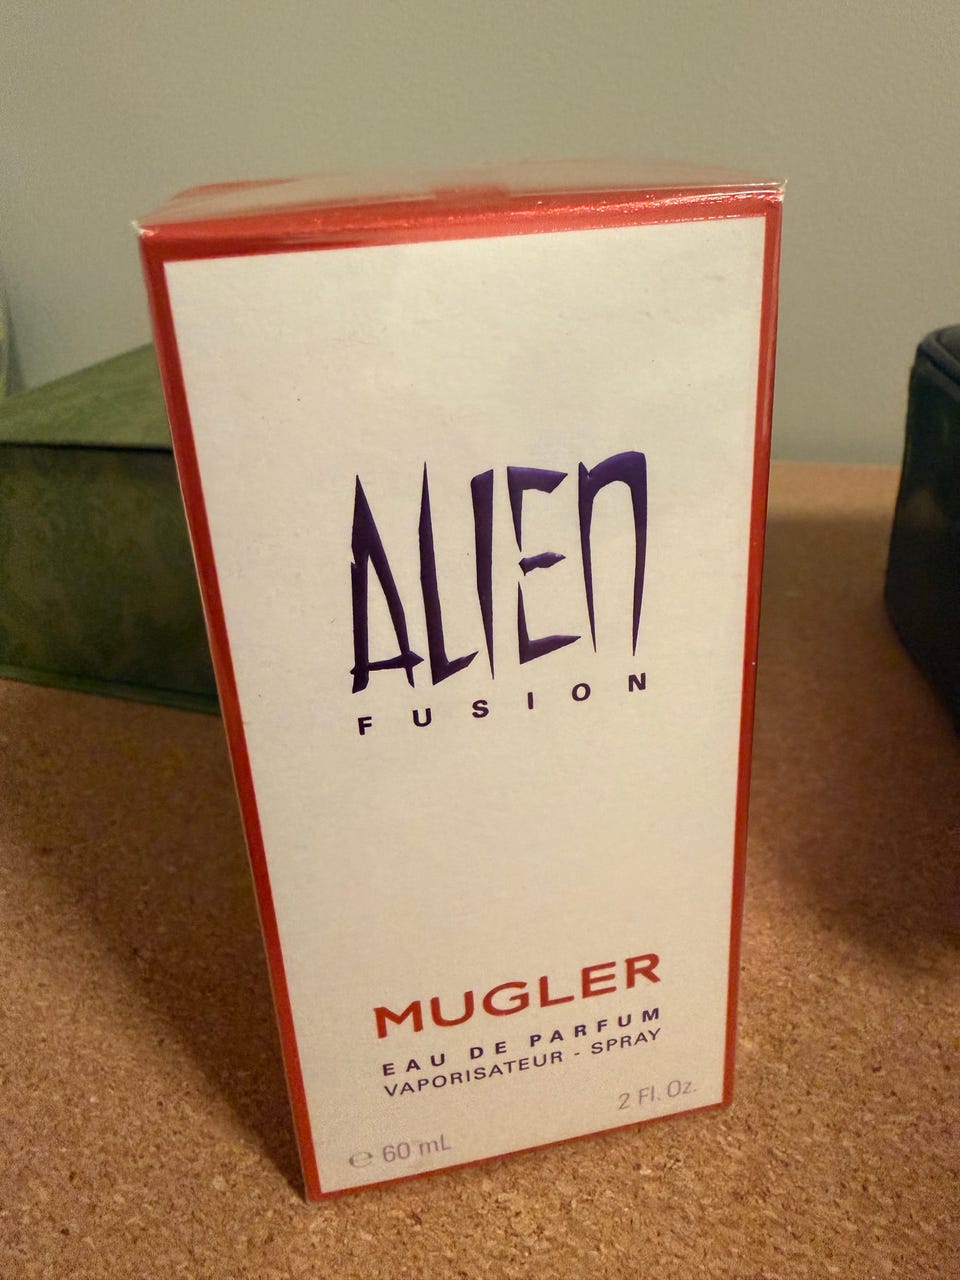 ALIEN
FUSION
MUGLER
EAU DE PARFUM
VAPORISATEUR - SPRAY
2 Fl. Oz.
℮ 60 mL